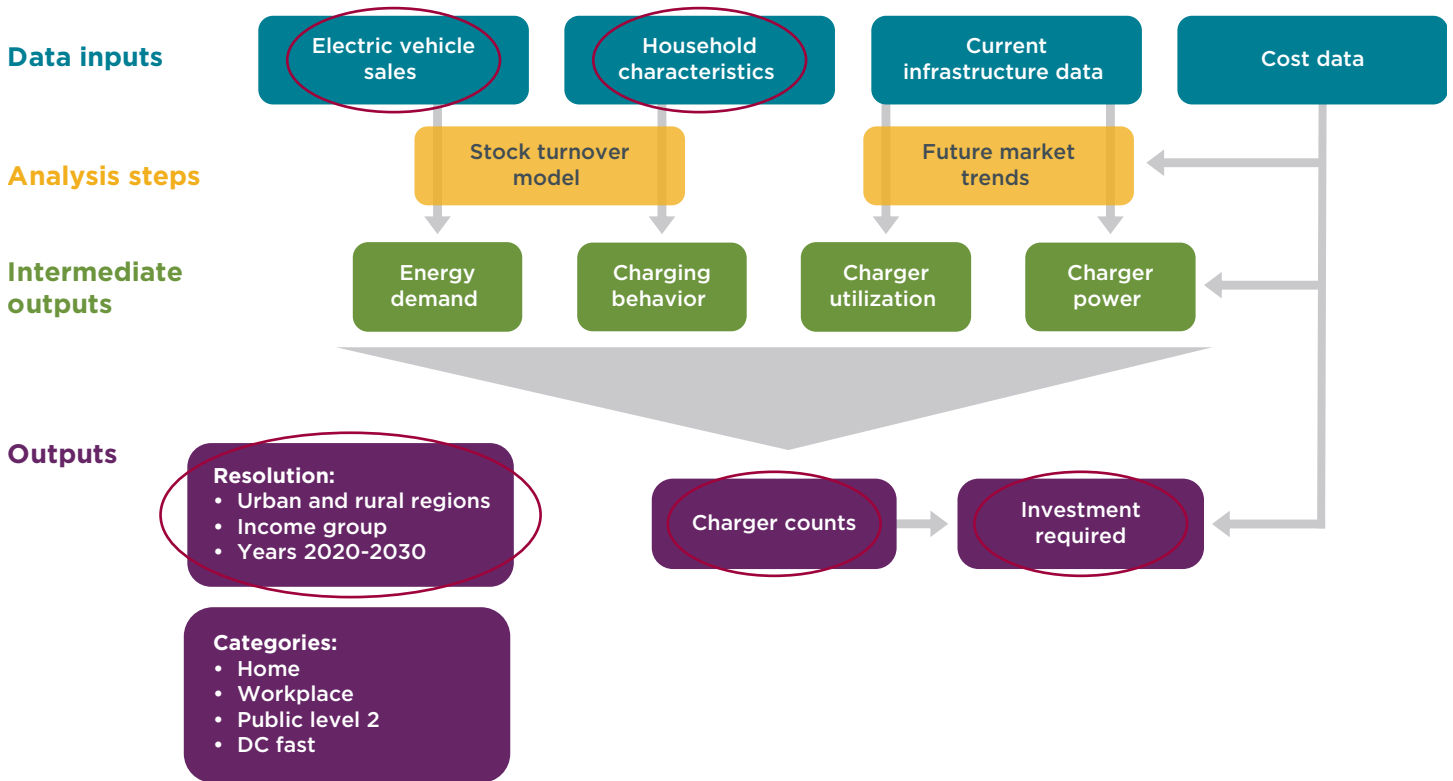 Data inputs
Electric vehicle
sales
Household
characteristics
Current
infrastructure data
Cost data
Analysis steps
Stock turnover
model
Future market
trends
Intermediate
outputs
Energy
demand
Charging
behavior
Charger
utilization
Charger
power
Outputs
Resolution:
• Urban and rural regions
• Income group
• Years 2020-2030
Charger counts
Investment
required
Categories:
• Home
• Workplace
• Public level 2
• DC fast